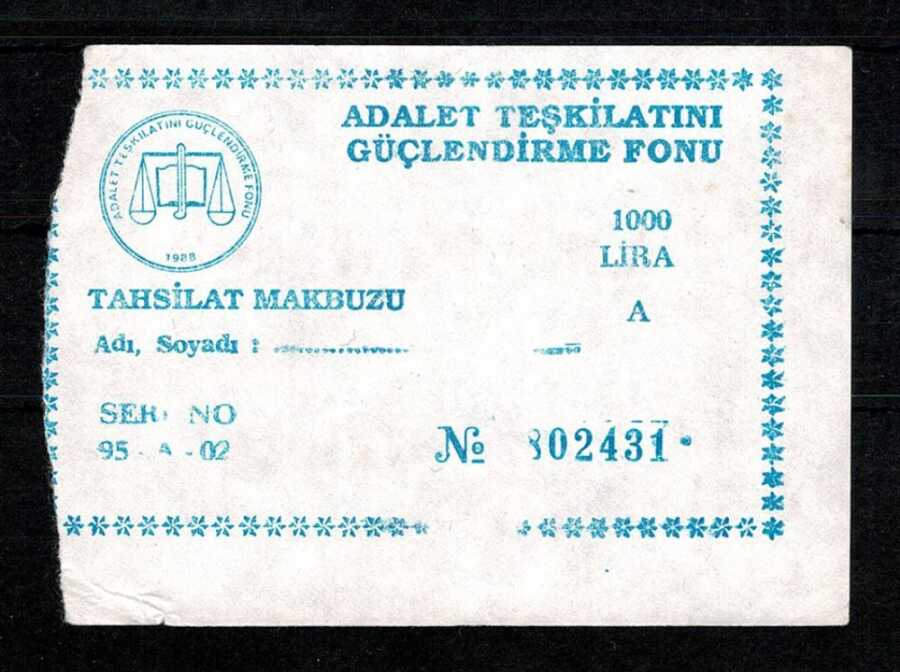 ADALET TEŞKİLATINI
GÜÇLENDİRME FONU
ADALET TEŞKİLATINI GÜÇLENDİRME FONU
1988
1000
LİRA
TAHSİLAT MAKBUZU
A
Adı, Soyadı :
SERİ NO
95 - A - 02
№ 802431